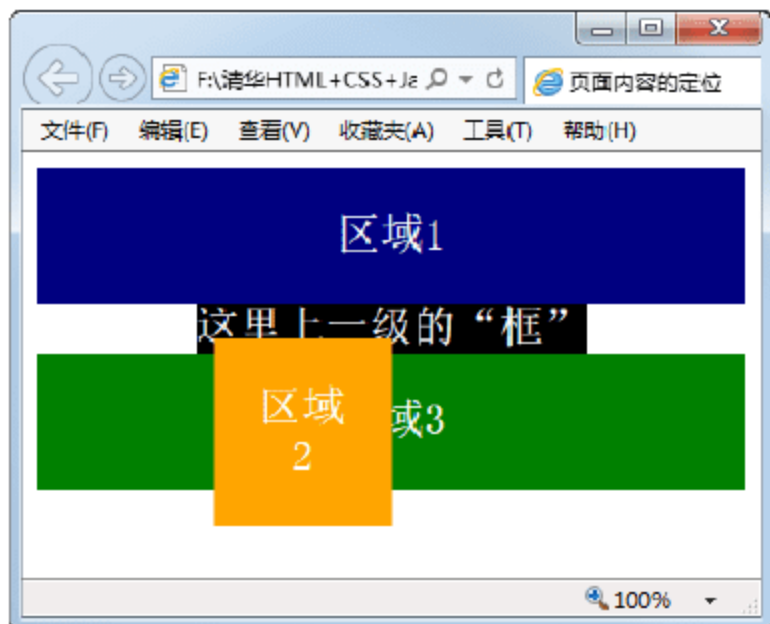 F:\清华HTML+CSS+Ja
页面内容的定位
文件(F) 编辑(E) 查看(V) 收藏夹(A) 工具(T) 帮助(H)
区域1
这里上一级的“框”
域3
区域
2
100%